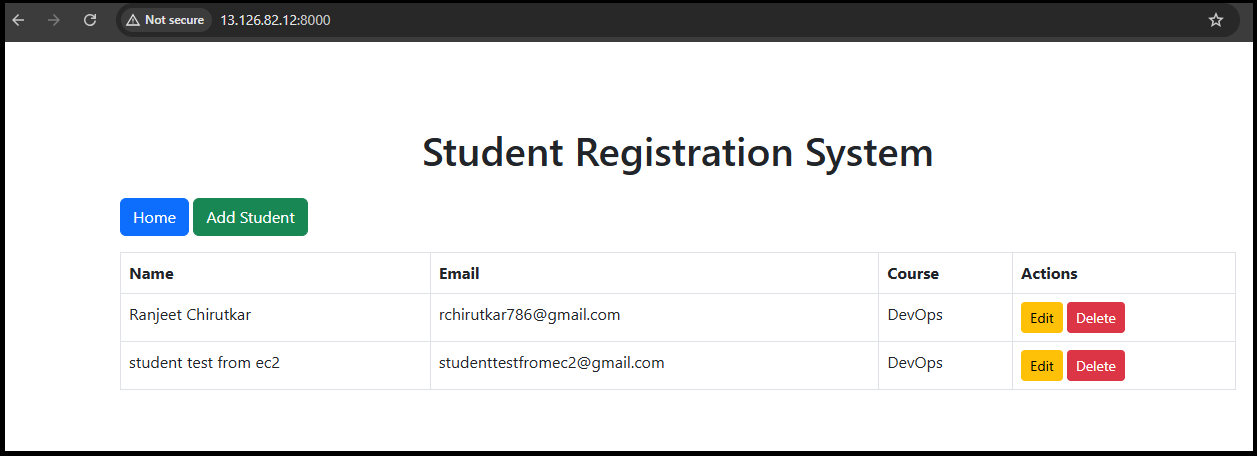 Not secure 13.126.82.12:8000
Student Registration System
Home Add Student
Name Email Course Actions
Ranjeet Chirutkar rchirutkar786@gmail.com DevOps Edit Delete
student test from ec2 studenttestfromec2@gmail.com DevOps Edit Delete